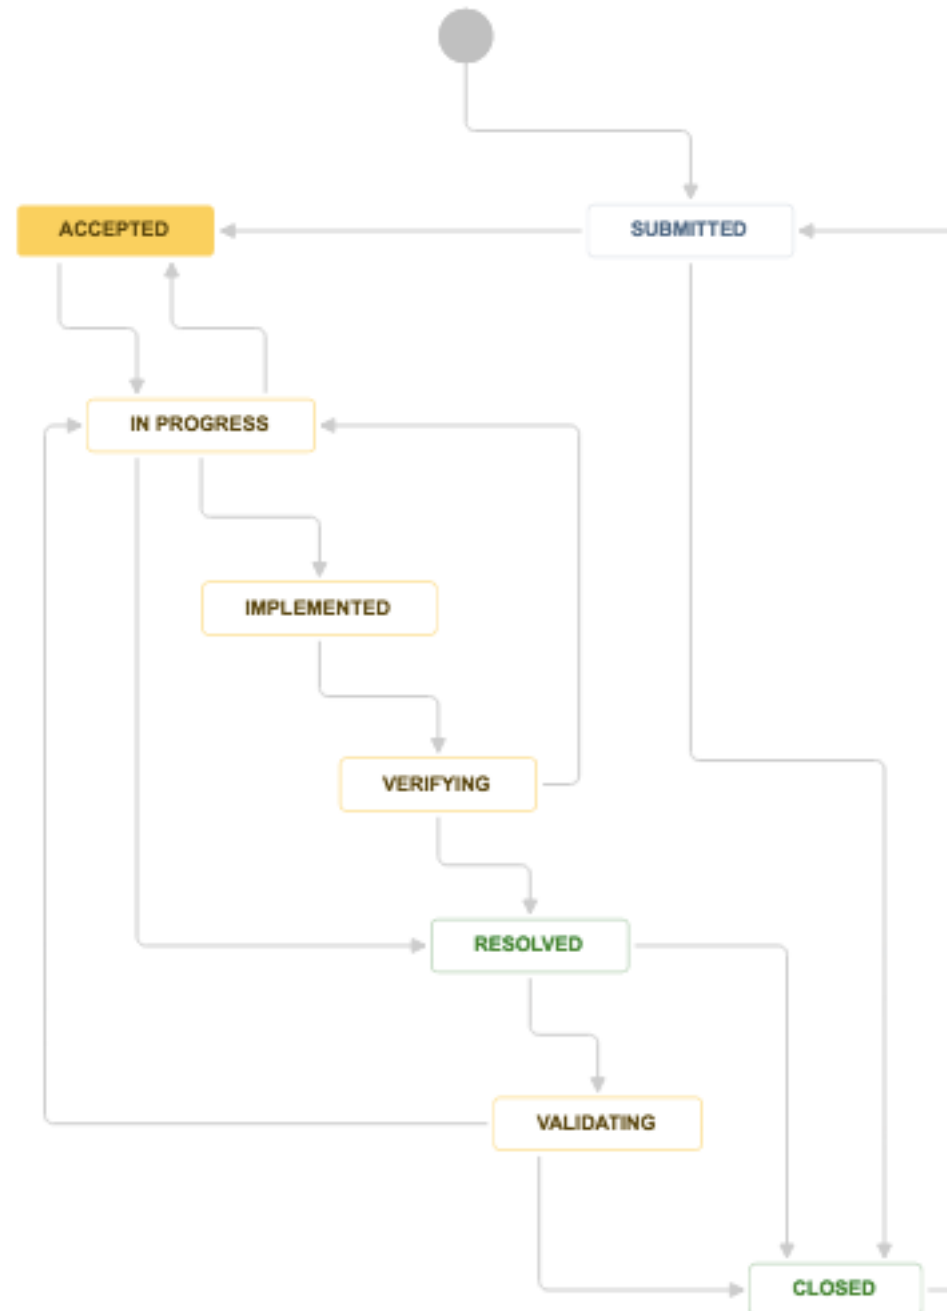 ACCEPTED
SUBMITTED
IN PROGRESS
IMPLEMENTED
VERIFYING
RESOLVED
VALIDATING
CLOSED